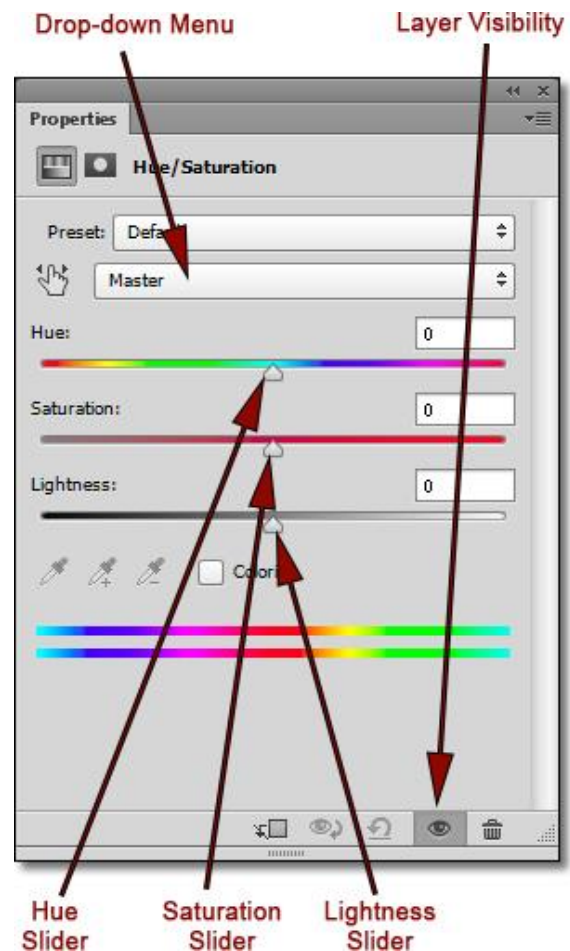 Drop-down Menu
Layer Visibility
Properties
Hue/Saturation
Preset: Default
Master
Hue: 0
Saturation: 0
Lightness: 0
Hue
Slider
Saturation
Slider
Lightness
Slider